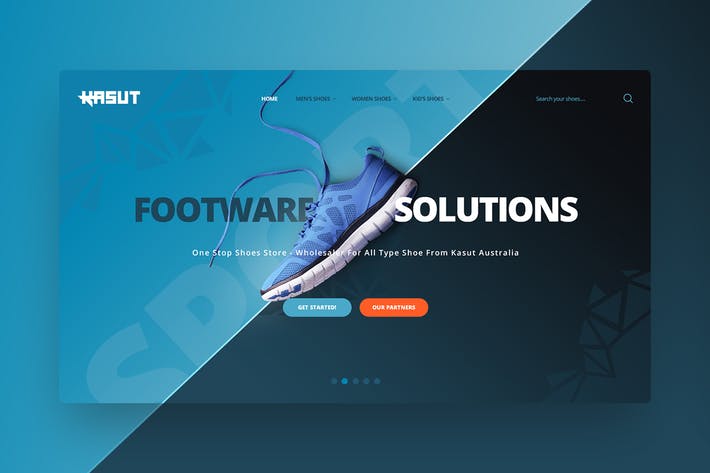 KASUT
HOME MEN'S SHOES WOMEN SHOES KID'S SHOES
Search your shoes....
SPORT
FOOTWARE SOLUTIONS
One Stop Shoes Store - Wholesaler For All Type Shoe From Kasut Australia
GET STARTED! OUR PARTNERS